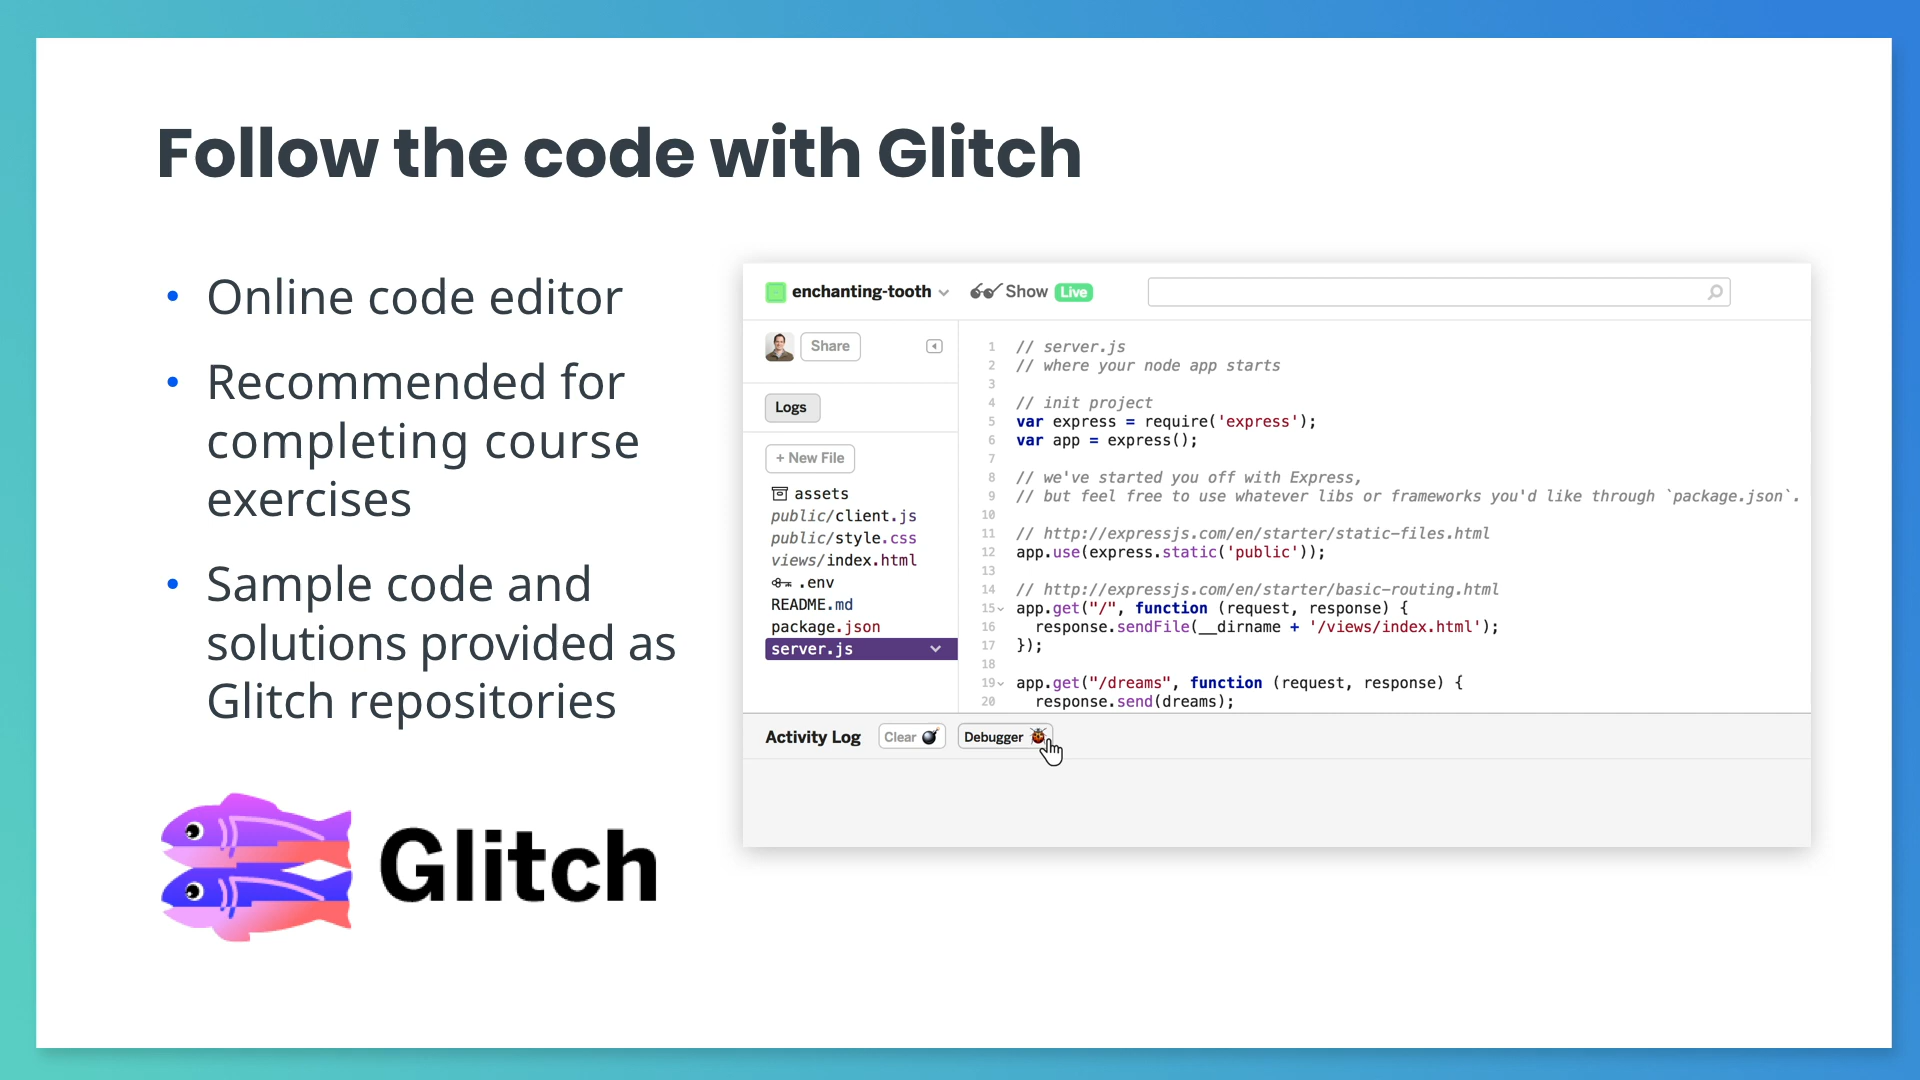 Follow the code with Glitch
• Online code editor
• Recommended for
completing course
exercises
• Sample code and
solutions provided as
Glitch repositories
Glitch
enchanting-tooth
Show Live
Share
Logs
+ New File
assets
public/client.js
public/style.css
views/index.html
.env
README.md
package.json
server.js
1 // server.js
2 // where your node app starts
3
4 // init project
5 var express = require('express');
6 var app = express();
7
8 // we've started you off with Express,
9 // but feel free to use whatever libs or frameworks you'd like through `package.json`.
10
11 // http://expressjs.com/en/starter/static-files.html
12 app.use(express.static('public'));
13
14 // http://expressjs.com/en/starter/basic-routing.html
15 app.get("/", function (request, response) {
16 response.sendFile(__dirname + '/views/index.html');
17 });
18
19 app.get("/dreams", function (request, response) {
20 response.send(dreams);
Activity Log
Clear
Debugger